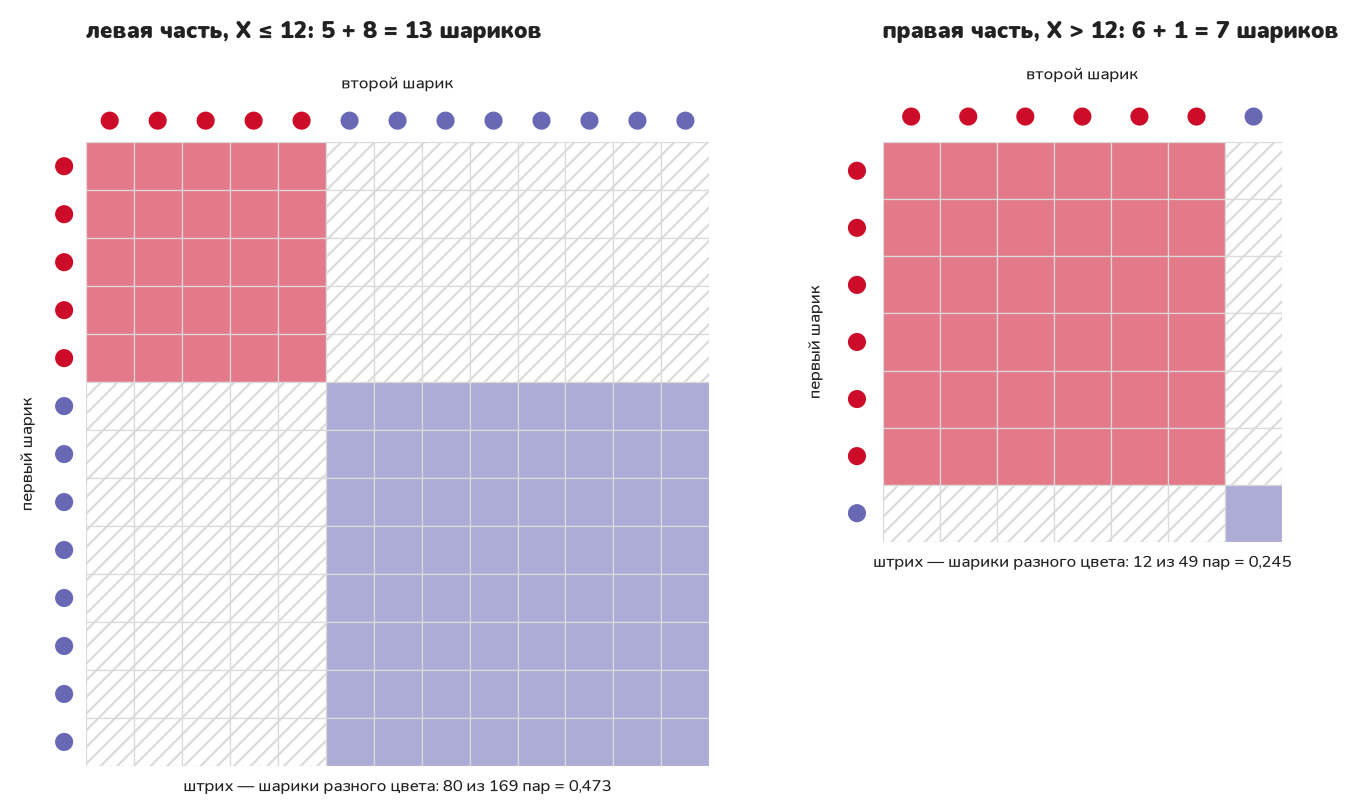 левая часть, X ≤ 12: 5 + 8 = 13 шариков
второй шарик
первый шарик
штрих — шарики разного цвета: 80 из 169 пар = 0,473
правая часть, X > 12: 6 + 1 = 7 шариков
второй шарик
первый шарик
штрих — шарики разного цвета: 12 из 49 пар = 0,245